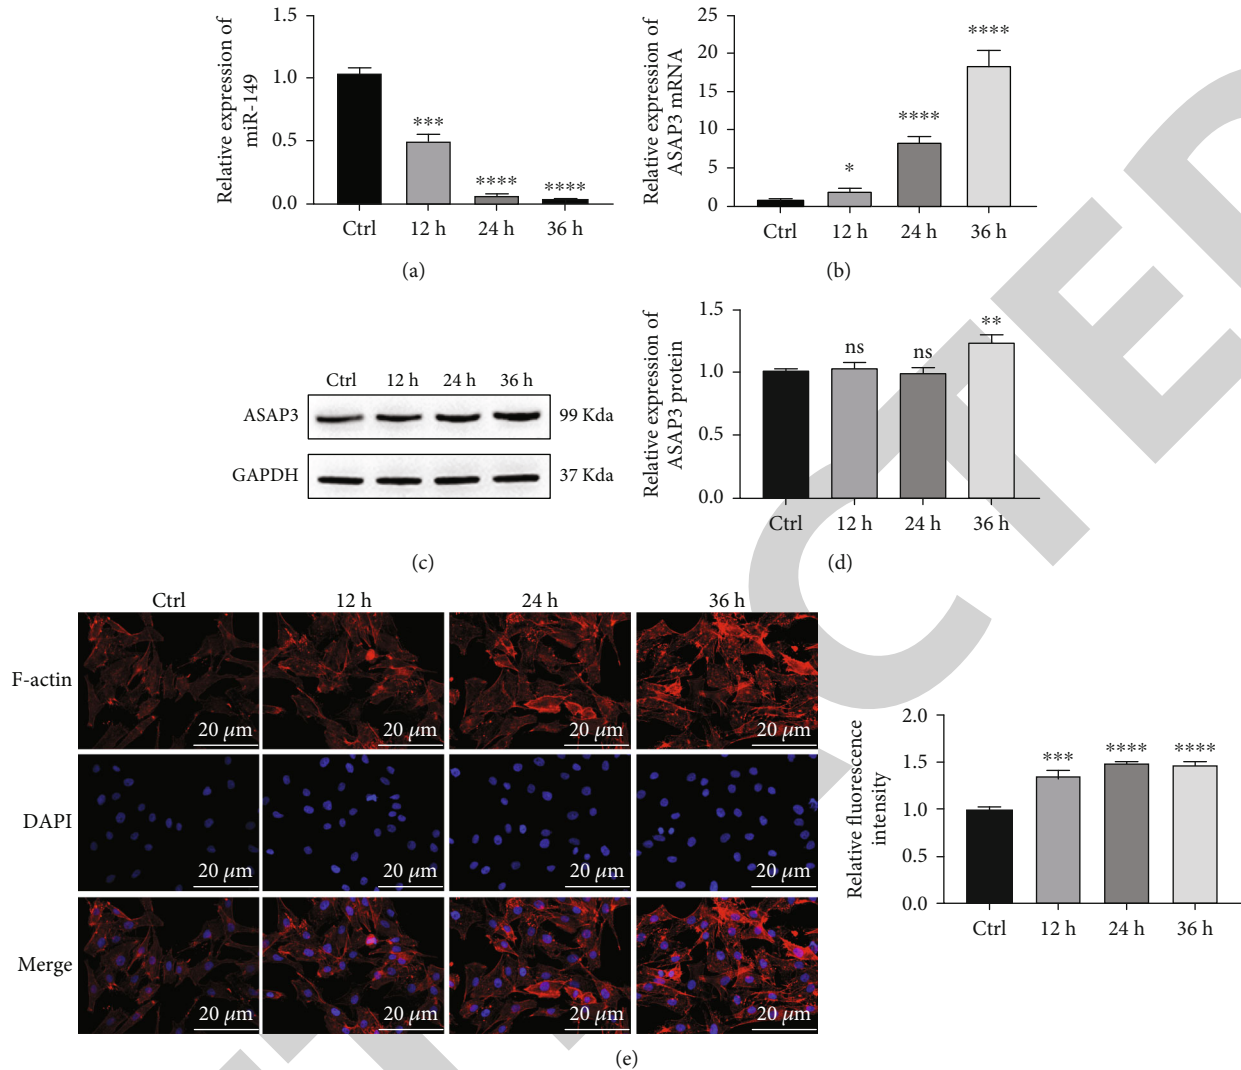 Relative expression of
miR-149
1.5
1.0
0.5
0.0
***
****
****
Ctrl
12 h
24 h
36 h
(a)
Relative expression of
ASAP3 mRNA
25
20
15
10
5
0
*
****
****
Ctrl
12 h
24 h
36 h
(b)
Ctrl
12 h
24 h
36 h
ASAP3
99 Kda
GAPDH
37 Kda
(c)
Relative expression of
ASAP3 protein
1.5
1.0
0.5
0.0
ns
ns
**
Ctrl
12 h
24 h
36 h
(d)
Ctrl
12 h
24 h
36 h
F-actin
20 μm
20 μm
20 μm
20 μm
DAPI
20 μm
20 μm
20 μm
20 μm
Merge
20 μm
20 μm
20 μm
20 μm
Relative fluorescence
intensity
2.0
1.5
1.0
0.5
0.0
***
****
****
Ctrl
12 h
24 h
36 h
(e)